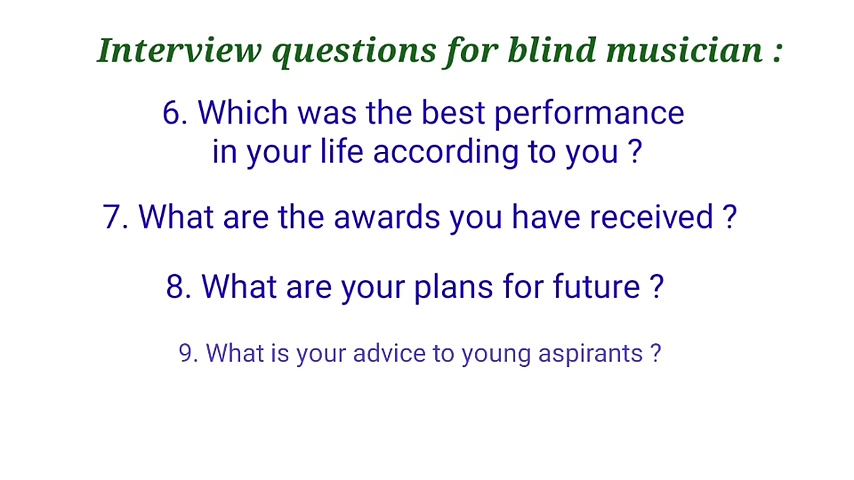 Interview questions for blind musician :
6. Which was the best performance
in your life according to you ?
7. What are the awards you have received ?
8. What are your plans for future ?
9. What is your advice to young aspirants ?